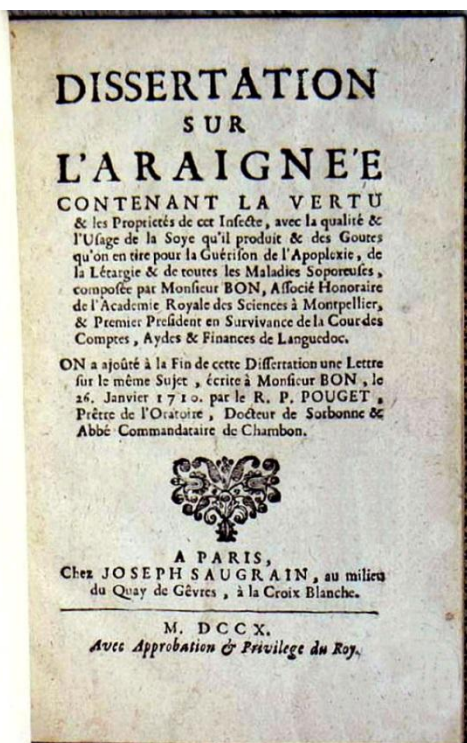 DISSERTATION
SUR
L'ARAIGNE'E
CONTENANT LA VERTU
& les Proprietés de cet Insecte, avec la qualité &
l'Usage de la Soye qu'il produit & des Goutes
qu'on en tire pour la Guérison de l'Apoplexie, de
la Létargie & de toutes les Maladies Soporeuses,
composée par Monsieur BON, Associé Honoraire
de l'Academie Royale des Sciences à Montpellier,
& Premier President en Survivance de la Cour des
Comptes, Aydes & Finances de Languedoc.
ON a ajoûté à la Fin de cette Dissertation une Lettre
sur le même Sujet, écrite à Monsieur BON, le
26. Janvier 1710. par le R. P. POUGET,
Prêtre de l'Oratoire, Docteur de Sorbonne &
Abbé Commandataire de Chambon.
A PARIS,
Chez JOSEPH SAUGRAIN, au milieu
du Quay de Gêvres, à la Croix Blanche.
M. DCCX.
Avec Approbation & Privilege du Roy.